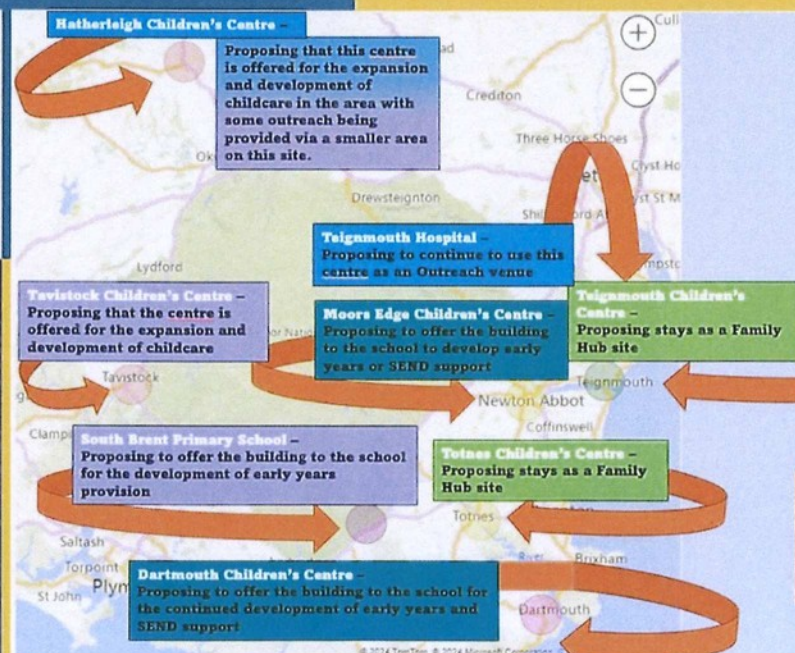 Hatherleigh Children's Centre –
Proposing that this centre
is offered for the expansion
and development of
childcare in the area with
some outreach being
provided via a smaller area
on this site.
Crediton
Three Horse Shoes
Drewsteignton
Lydford
Teignmouth Hospital –
Proposing to continue to use this
centre as an Outreach venue
Tavistock Children's Centre –
Proposing that the centre is
offered for the expansion and
development of childcare
Moors Edge Children's Centre –
Proposing to offer the building
to the school to develop early
years or SEND support
Teignmouth Children's
Centre –
Proposing stays as a Family
Hub site
Tavistock
Teignmouth
Newton Abbot
Coffinswell
South Brent Primary School –
Proposing to offer the building to the school
for the development of early years
provision
Totnes Children's Centre –
Proposing stays as a Family
Hub site
Totnes
Saltash
Torpoint
St John
River
Brixham
Dartmouth Children's Centre –
Proposing to offer the building to the school for
the continued development of early years and
SEND support
Dartmouth
© 2024 TomTom, © 2024 Microsoft Corporation